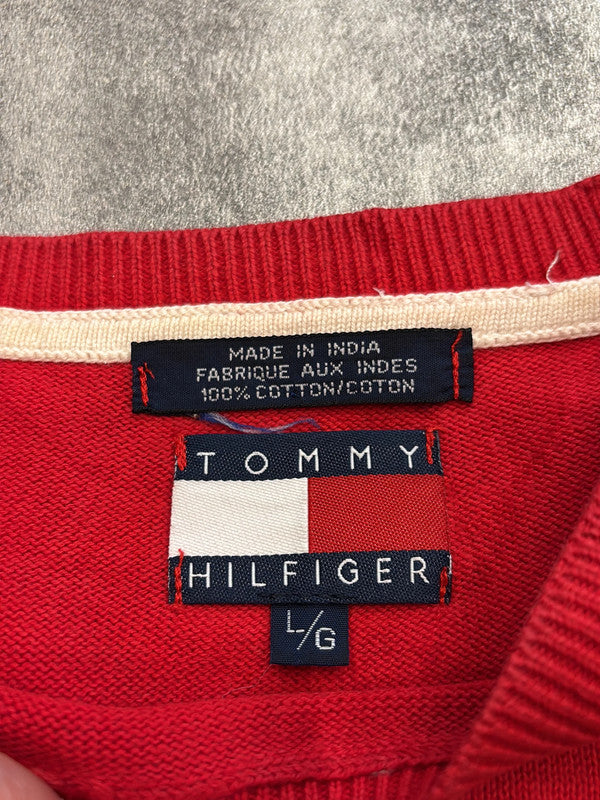 MADE IN INDIA
FABRIQUE AUX INDES
100% COTTON/COTON
TOMMY
HILFIGER
L/G